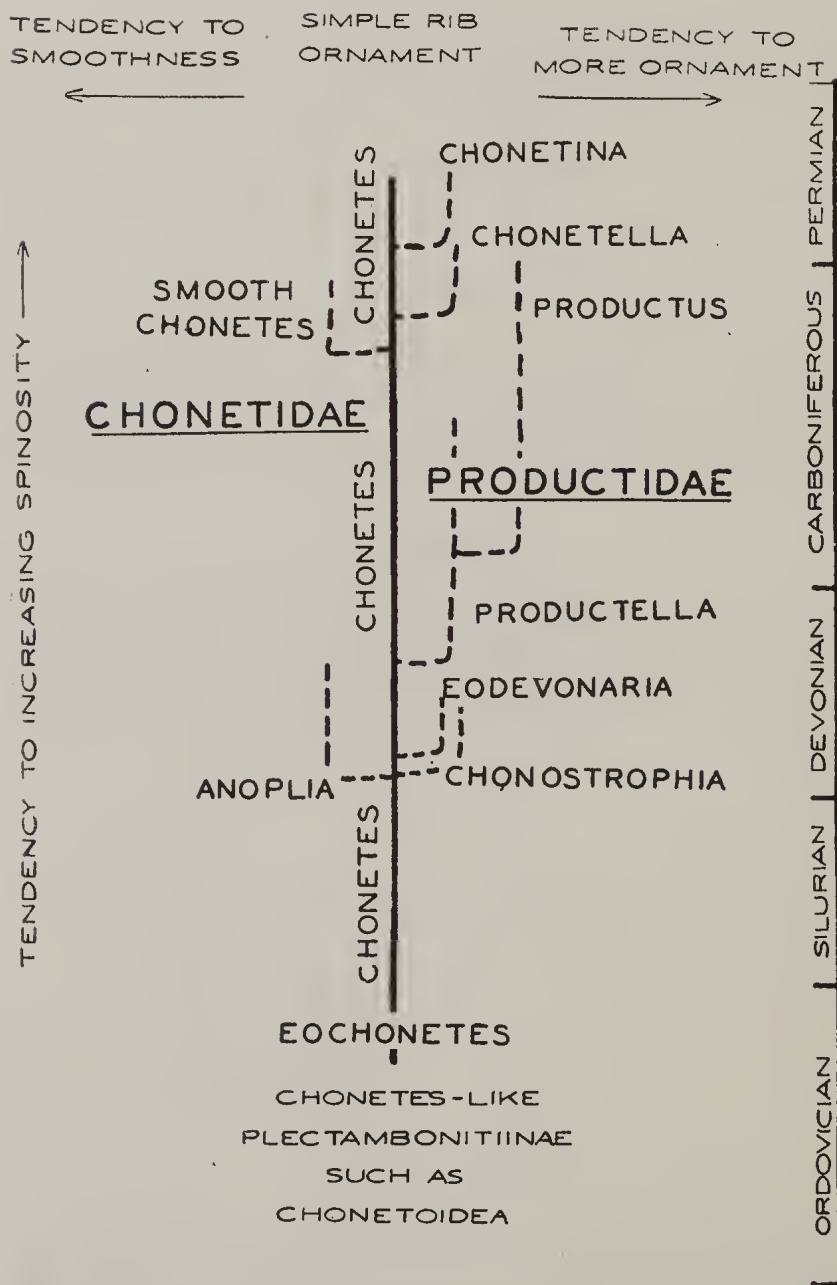 TENDENCY TO
SMOOTHNESS
SIMPLE RIB
ORNAMENT
TENDENCY TO
MORE ORNAMENT
CHONETES
CHONETINA
CHONETELLA
SMOOTH
CHONETES
PRODUCTUS
CHONETIDAE
CHONETES
PRODUCTIDAE
PRODUCTELLA
EODEVONARIA
ANOPLIA
CHONOSTROPHIA
CHONETES
EOCHONETES
CHONETES-LIKE
PLECTAMBONITIINAE
SUCH AS
CHONETOIDEA
TENDENCY TO INCREASING SPINOSITY
PERMIAN
CARBONIFEROUS
DEVONIAN
SILURIAN
ORDOVICIAN